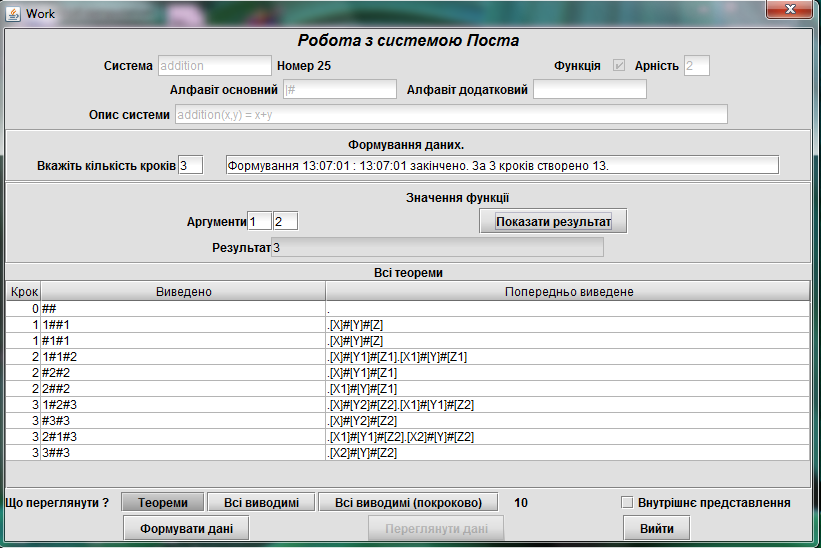 Work
Робота з системою Поста
Система addition Номер 25 Функція Арність 2
Алфавіт основний |# Алфавіт додатковий
Опис системи addition(x,y) = x+y
Формування даних.
Вкажіть кількість кроків 3 Формування 13:07:01 : 13:07:01 закінчено. За 3 кроків створено 13.
Значення функції
Аргументи 1 2 Показати результат
Результат 3
Всі теореми
Крок Виведено Попередньо виведене
0 ## .
1 1##1 .[X]#[Y]#[Z]
1 #1#1 .[X]#[Y]#[Z]
2 1#1#2 .[X]#[Y1]#[Z1].[X1]#[Y]#[Z1]
2 #2#2 .[X]#[Y1]#[Z1]
2 2##2 .[X1]#[Y]#[Z1]
3 1#2#3 .[X]#[Y2]#[Z2].[X1]#[Y1]#[Z2]
3 #3#3 .[X]#[Y2]#[Z2]
3 2#1#3 .[X1]#[Y1]#[Z2].[X2]#[Y]#[Z2]
3 3##3 .[X2]#[Y]#[Z2]
Що переглянути ? Теореми Всі виводимі Всі виводимі (покроково) 10 Внутрішнє представлення
Формувати дані Переглянути дані Вийти